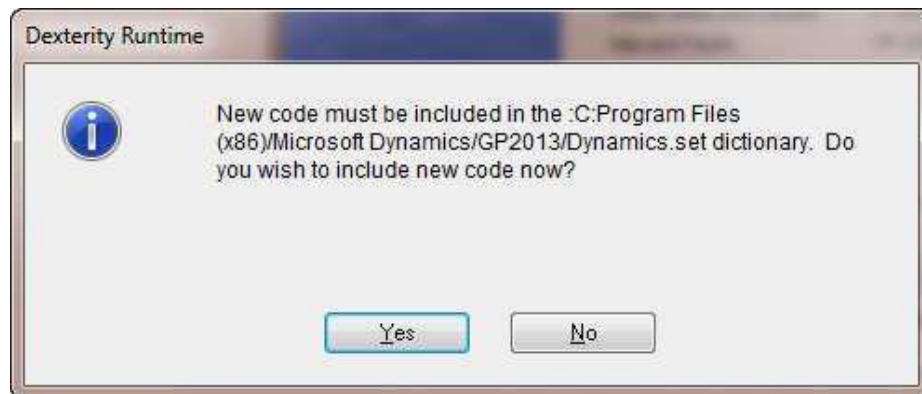 Dexterity Runtime
New code must be included in the :C:Program Files
(x86)/Microsoft Dynamics/GP2013/Dynamics.set dictionary.  Do
you wish to include new code now?
Yes
No